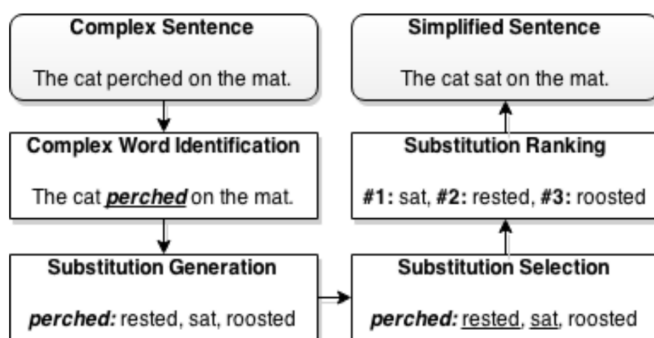 Complex Sentence
The cat perched on the mat.
Complex Word Identification
The cat perched on the mat.
Substitution Generation
perched: rested, sat, roosted
Substitution Selection
perched: rested, sat, roosted
Substitution Ranking
#1: sat, #2: rested, #3: roosted
Simplified Sentence
The cat sat on the mat.